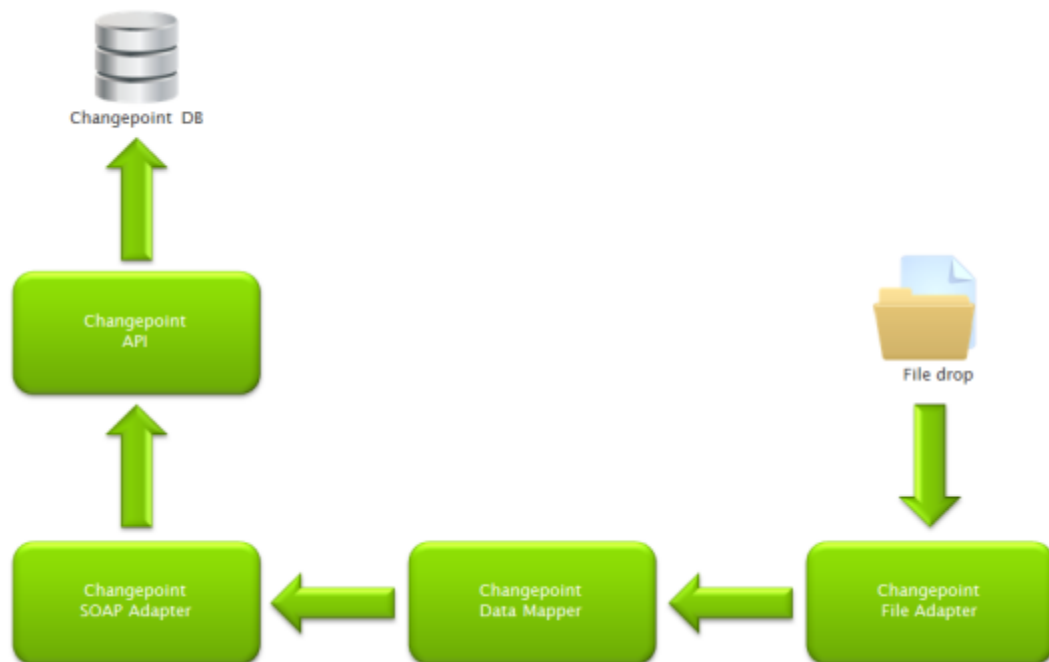 Changepoint DB
Changepoint
API
File drop
Changepoint
SOAP Adapter
Changepoint
Data Mapper
Changepoint
File Adapter